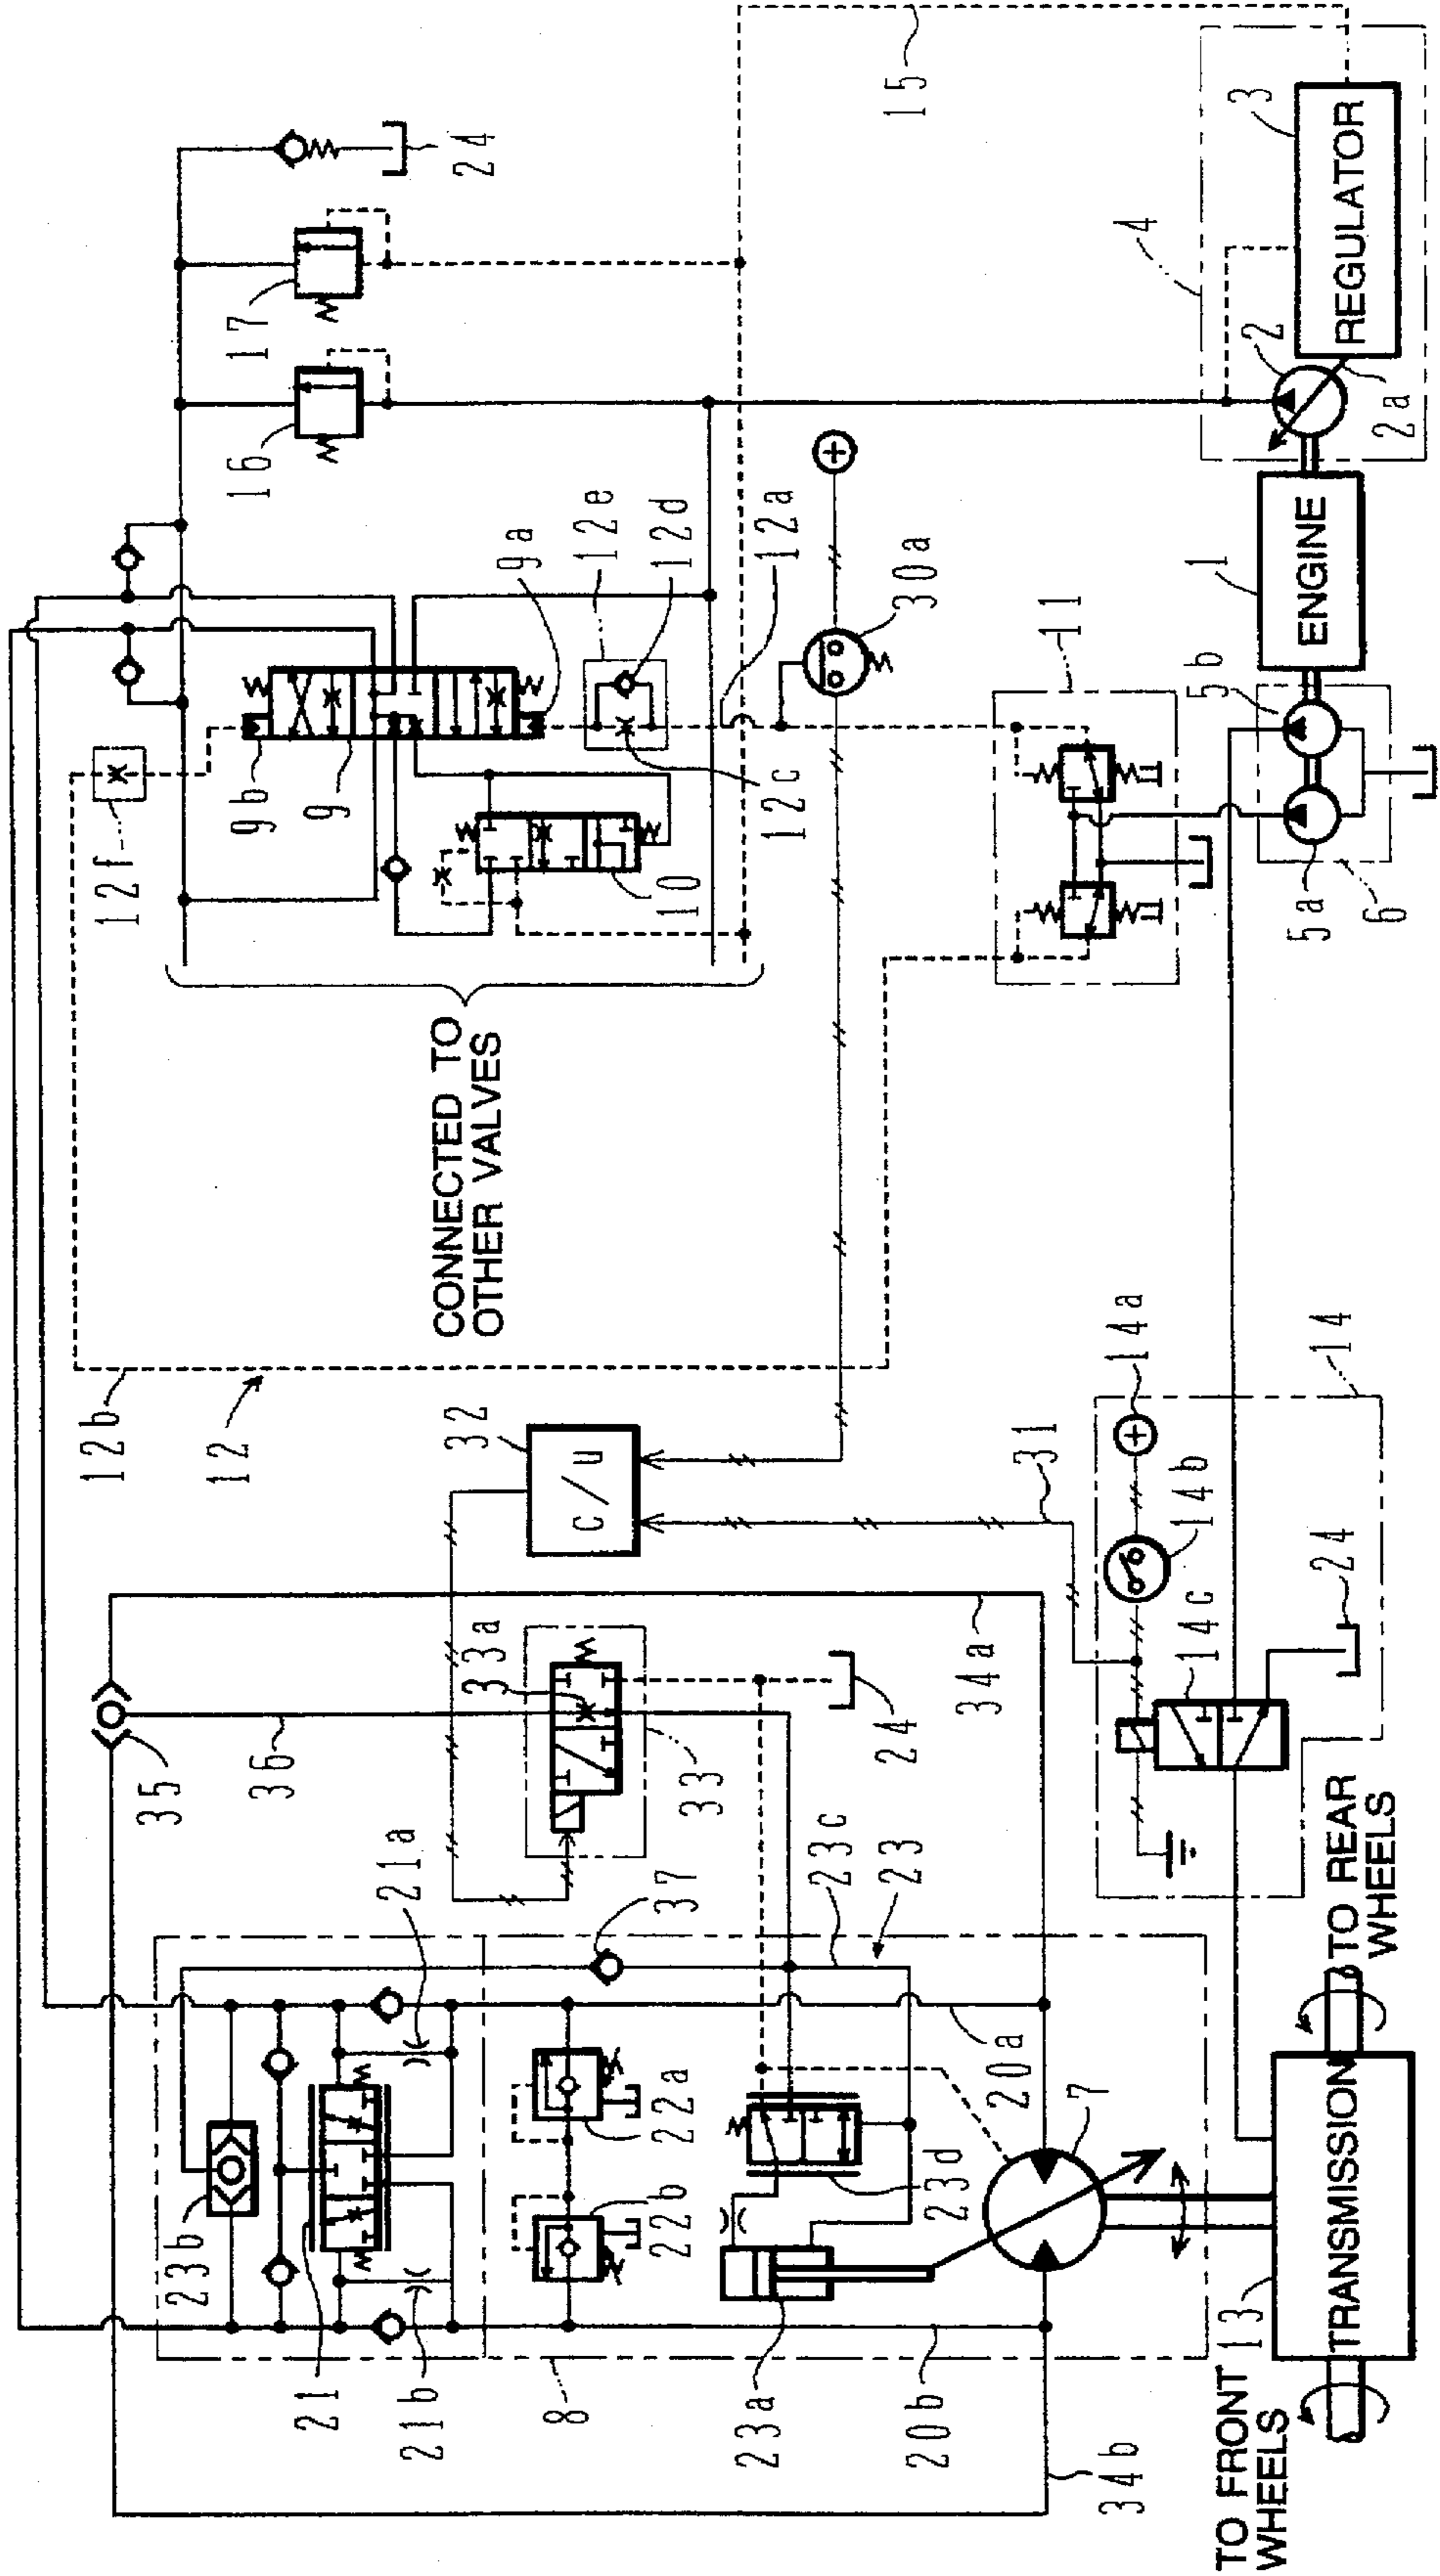 TO FRONT
WHEELS
34b
20b
23a
8
21b
21
23b
13
TRANSMISSION
7
20a
23d
22b
22a
23
23c
37
21a
TO REAR
WHEELS
24
33
33a
36
35
34a
24
14c
14b
14a
14
31
32
c/u
12
12b
CONNECTED TO
OTHER VALVES
12f
9b
9
10
12c
12a
12d
12e
9a
30a
11
6
5a
5b
1
ENGINE
16
17
24
15
2
2a
4
3
REGULATOR